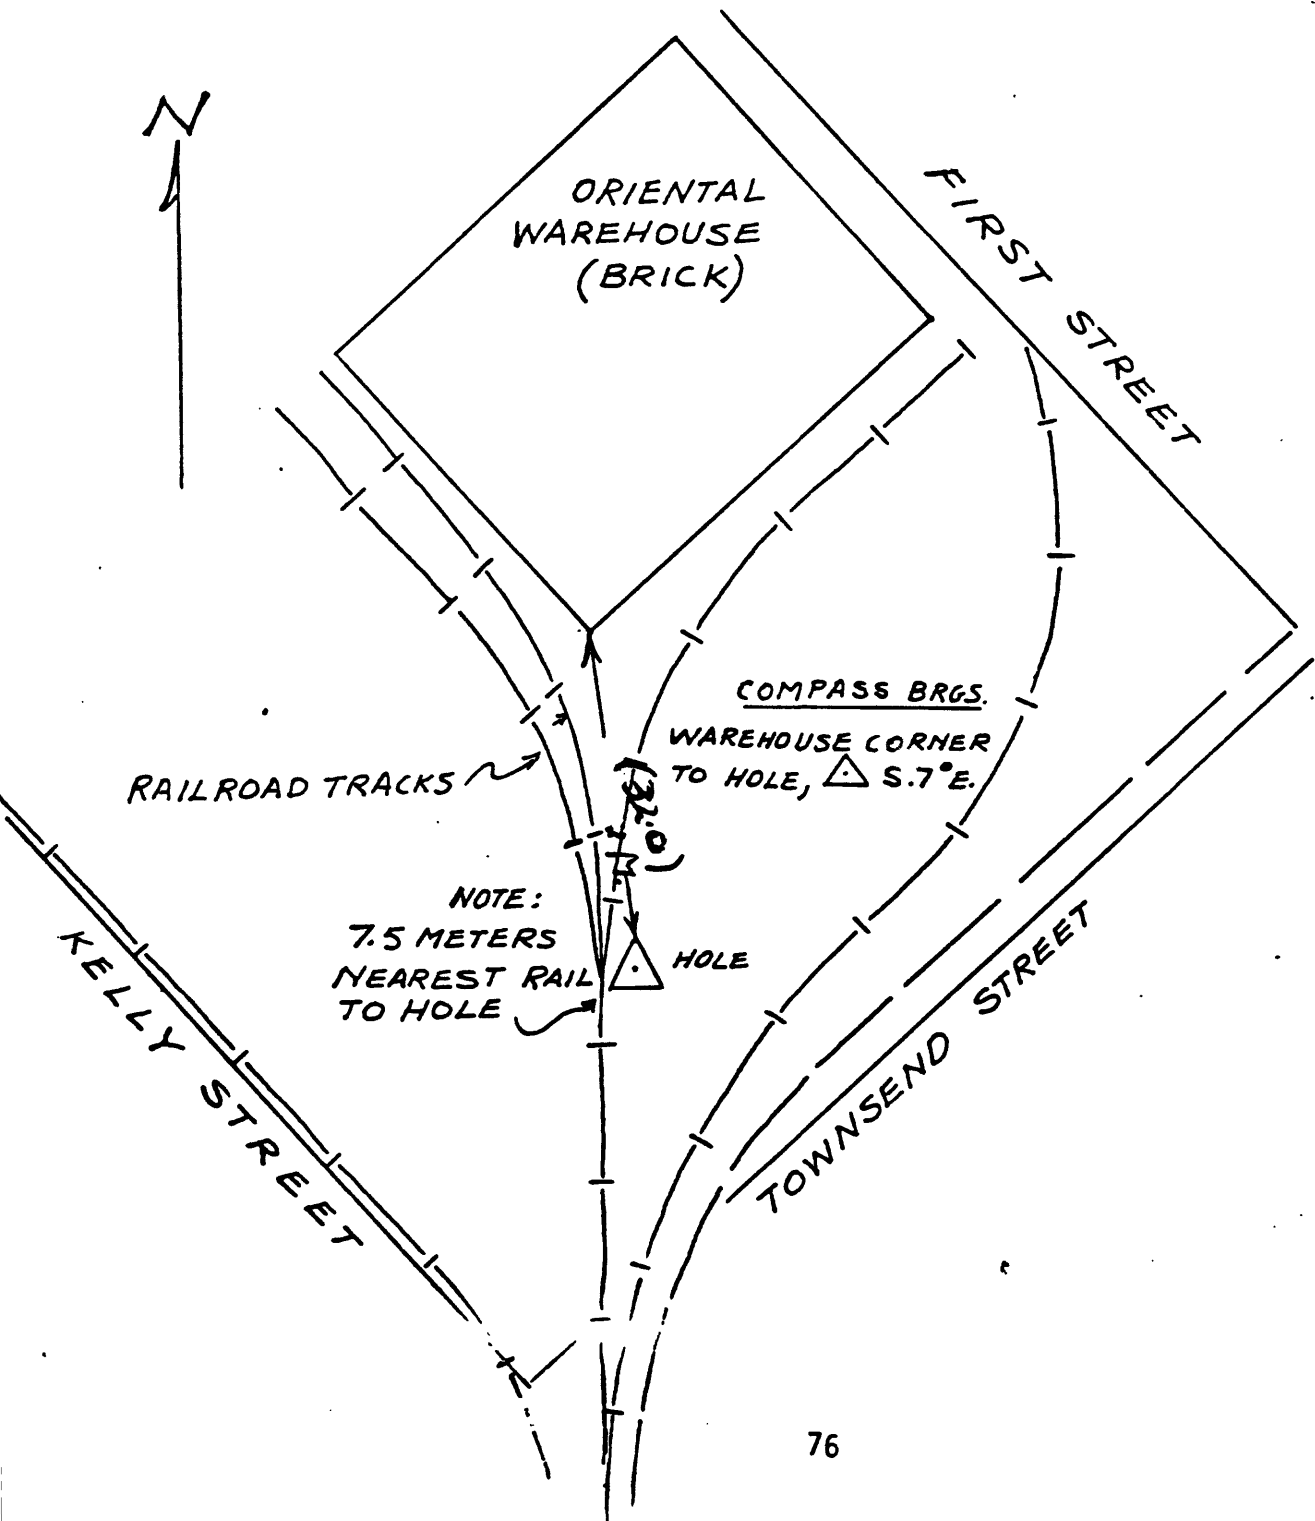 N
ORIENTAL
WAREHOUSE
(BRICK)
FIRST STREET
COMPASS BRGS.
WAREHOUSE CORNER
TO HOLE, S.7°E.
RAILROAD TRACKS
NOTE:
7.5 METERS
NEAREST RAIL
TO HOLE
HOLE
KELLY STREET
TOWNSEND STREET
76